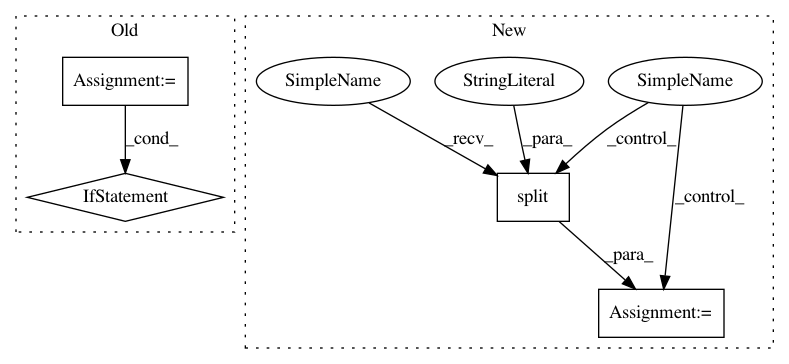 Old
New
Assignment:=
SimpleName
StringLiteral
SimpleName
_cond_
_recv_
_para_
_control_
IfStatement
split
_control_
_para_
Assignment:=